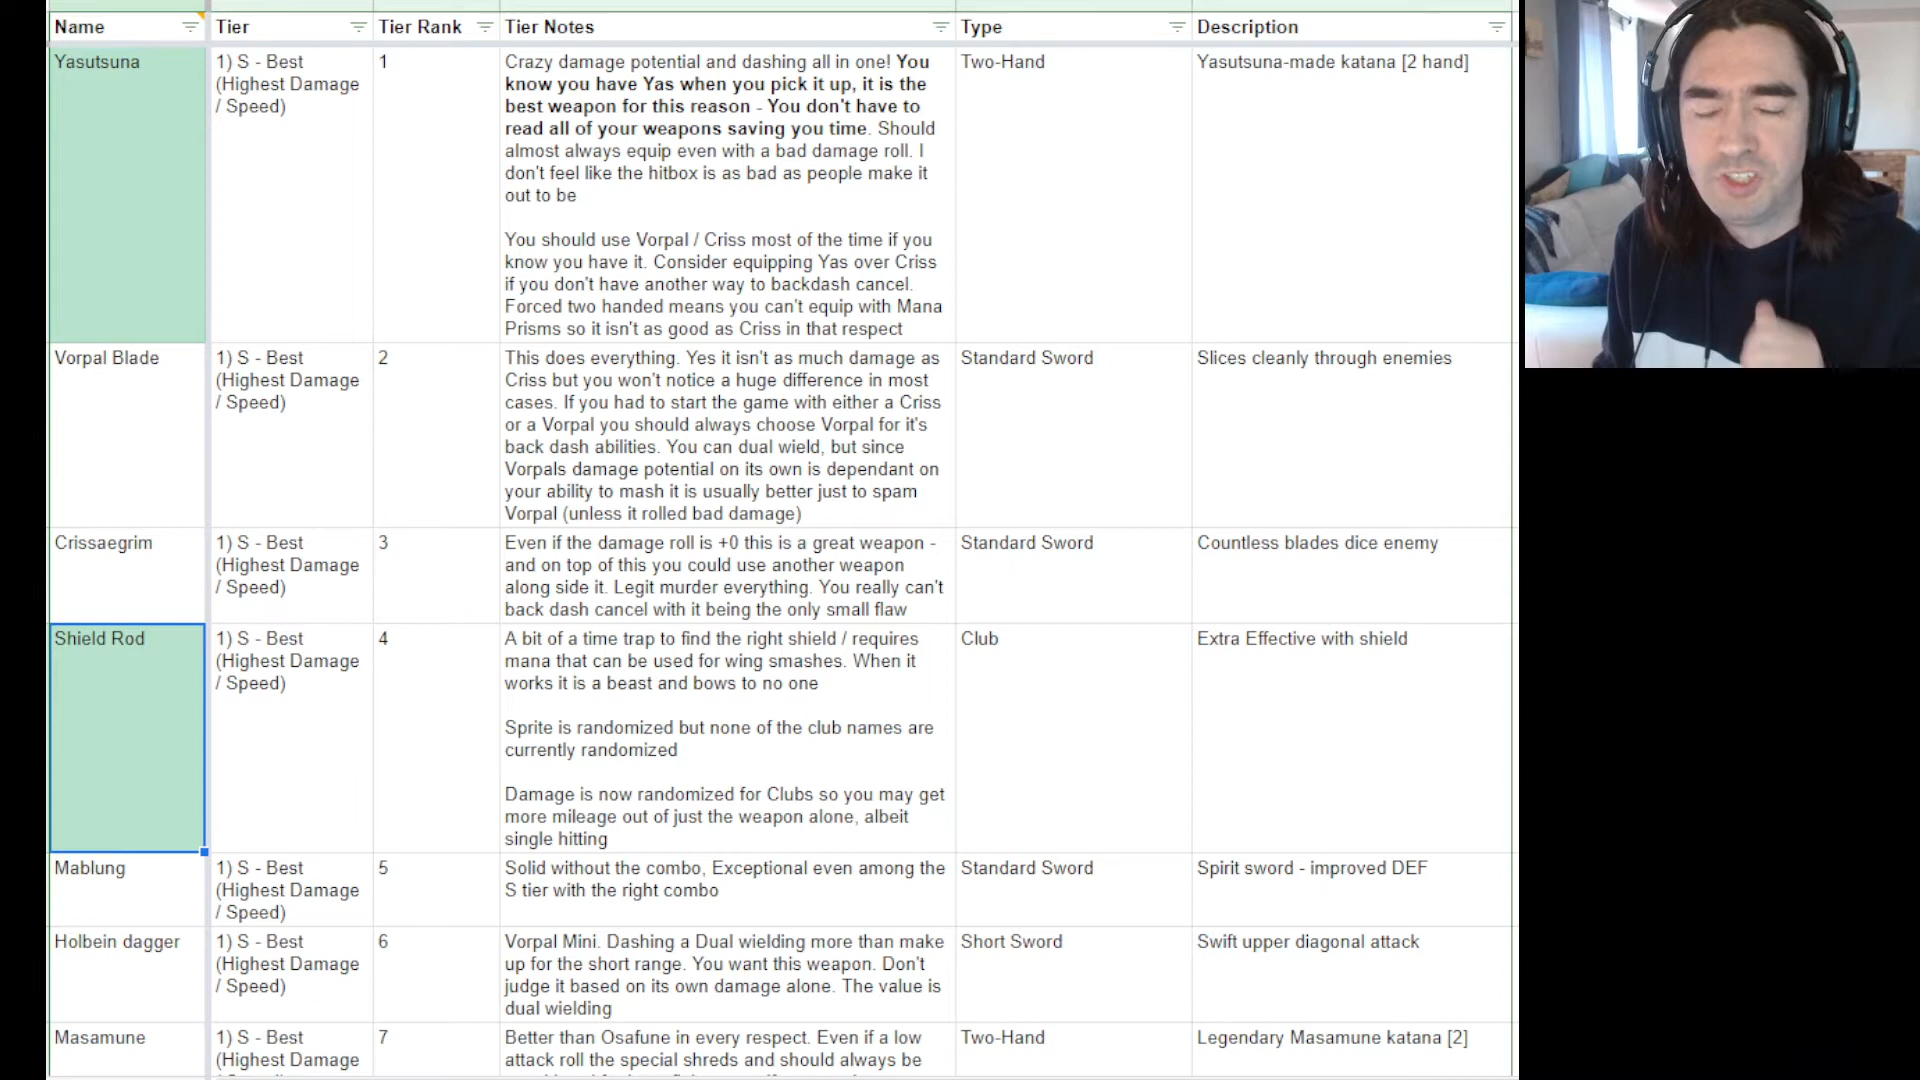 Name Tier Tier Rank Tier Notes Type Description
Yasutsuna
1) S - Best
(Highest Damage
/ Speed)
1
Crazy damage potential and dashing all in one! You
know you have Yas when you pick it up, it is the
best weapon for this reason - You don't have to
read all of your weapons saving you time. Should
almost always equip even with a bad damage roll. I
don't feel like the hitbox is as bad as people make it
out to be
You should use Vorpal / Criss most of the time if you
know you have it. Consider equipping Yas over Criss
if you don't have another way to backdash cancel.
Forced two handed means you can't equip with Mana
Prisms so it isn't as good as Criss in that respect
Two-Hand
Yasutsuna-made katana [2 hand]
Vorpal Blade
1) S - Best
(Highest Damage
/ Speed)
2
This does everything. Yes it isn't as much damage as
Criss but you won't notice a huge difference in most
cases. If you had to start the game with either a Criss
or a Vorpal you should always choose Vorpal for it's
back dash abilities. You can dual wield, but since
Vorpals damage potential on its own is dependant on
your ability to mash it is usually better just to spam
Vorpal (unless it rolled bad damage)
Standard Sword
Slices cleanly through enemies
Crissaegrim
1) S - Best
(Highest Damage
/ Speed)
3
Even if the damage roll is +0 this is a great weapon -
and on top of this you could use another weapon
along side it. Legit murder everything. You really can't
back dash cancel with it being the only small flaw
Standard Sword
Countless blades dice enemy
Shield Rod
1) S - Best
(Highest Damage
/ Speed)
4
A bit of a time trap to find the right shield / requires
mana that can be used for wing smashes. When it
works it is a beast and bows to no one
Sprite is randomized but none of the club names are
currently randomized
Damage is now randomized for Clubs so you may get
more mileage out of just the weapon alone, albeit
single hitting
Club
Extra Effective with shield
Mablung
1) S - Best
(Highest Damage
/ Speed)
5
Solid without the combo, Exceptional even among the
S tier with the right combo
Standard Sword
Spirit sword - improved DEF
Holbein dagger
1) S - Best
(Highest Damage
/ Speed)
6
Vorpal Mini. Dashing a Dual wielding more than make
up for the short range. You want this weapon. Don't
judge it based on its own damage alone. The value is
dual wielding
Short Sword
Swift upper diagonal attack
Masamune
1) S - Best
(Highest Damage
7
Better than Osafune in every respect. Even if a low
attack roll the special shreds and should always be
Two-Hand
Legendary Masamune katana [2]